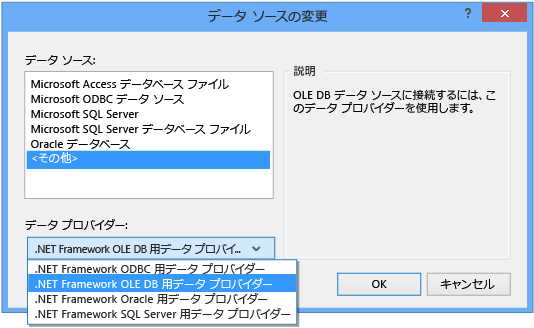 データ ソースの変更
?
データ ソース:
Microsoft Access データベース ファイル
Microsoft ODBC データ ソース
Microsoft SQL Server
Microsoft SQL Server データベース ファイル
Oracle データベース
<その他>
説明
OLE DB データ ソースに接続するには、こ
のデータ プロバイダーを使用します。
データ プロバイダー:
.NET Framework OLE DB 用データ プロバイ...
.NET Framework ODBC 用データ プロバイダー
.NET Framework OLE DB 用データ プロバイダー
.NET Framework Oracle 用データ プロバイダー
.NET Framework SQL Server 用データ プロバイダー
OK
キャンセル